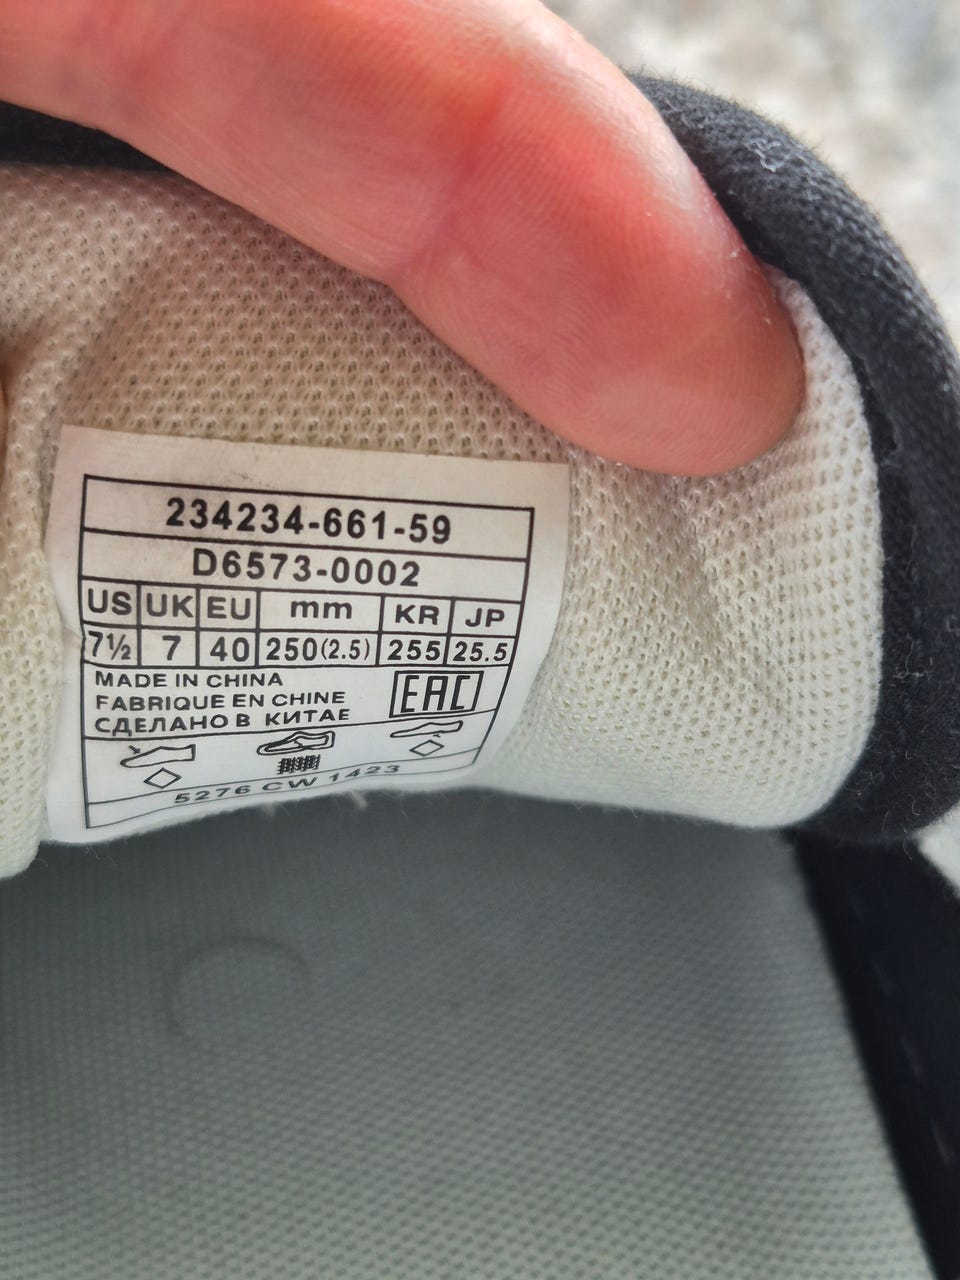 234234-661-59
D6573-0002
US UK EU mm KR JP
7½ 7 40 250(2.5) 255 25.5
MADE IN CHINA
FABRIQUE EN CHINE
СДЕЛАНО В КИТАЕ
EAC
5276 CW 1423